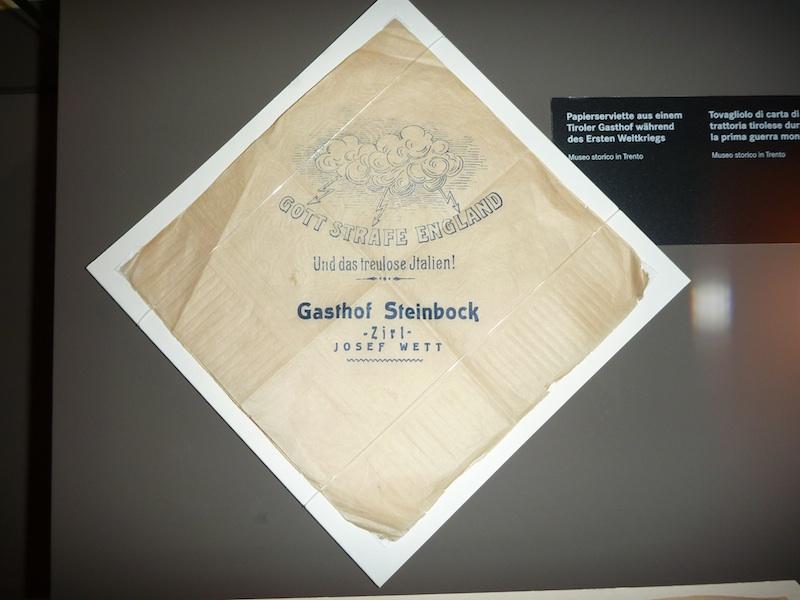 GOTT STRAFE ENGLAND
Und das treulose Jtalien!
Gasthof Steinbock
-Zirl-
JOSEF WETT
Papierserviette aus einem
Tiroler Gasthof während
des Ersten Weltkriegs
Museo storico in Trento
Tovagliolo di carta di
trattoria tirolese dur
la prima guerra mon
Museo storico in Trento